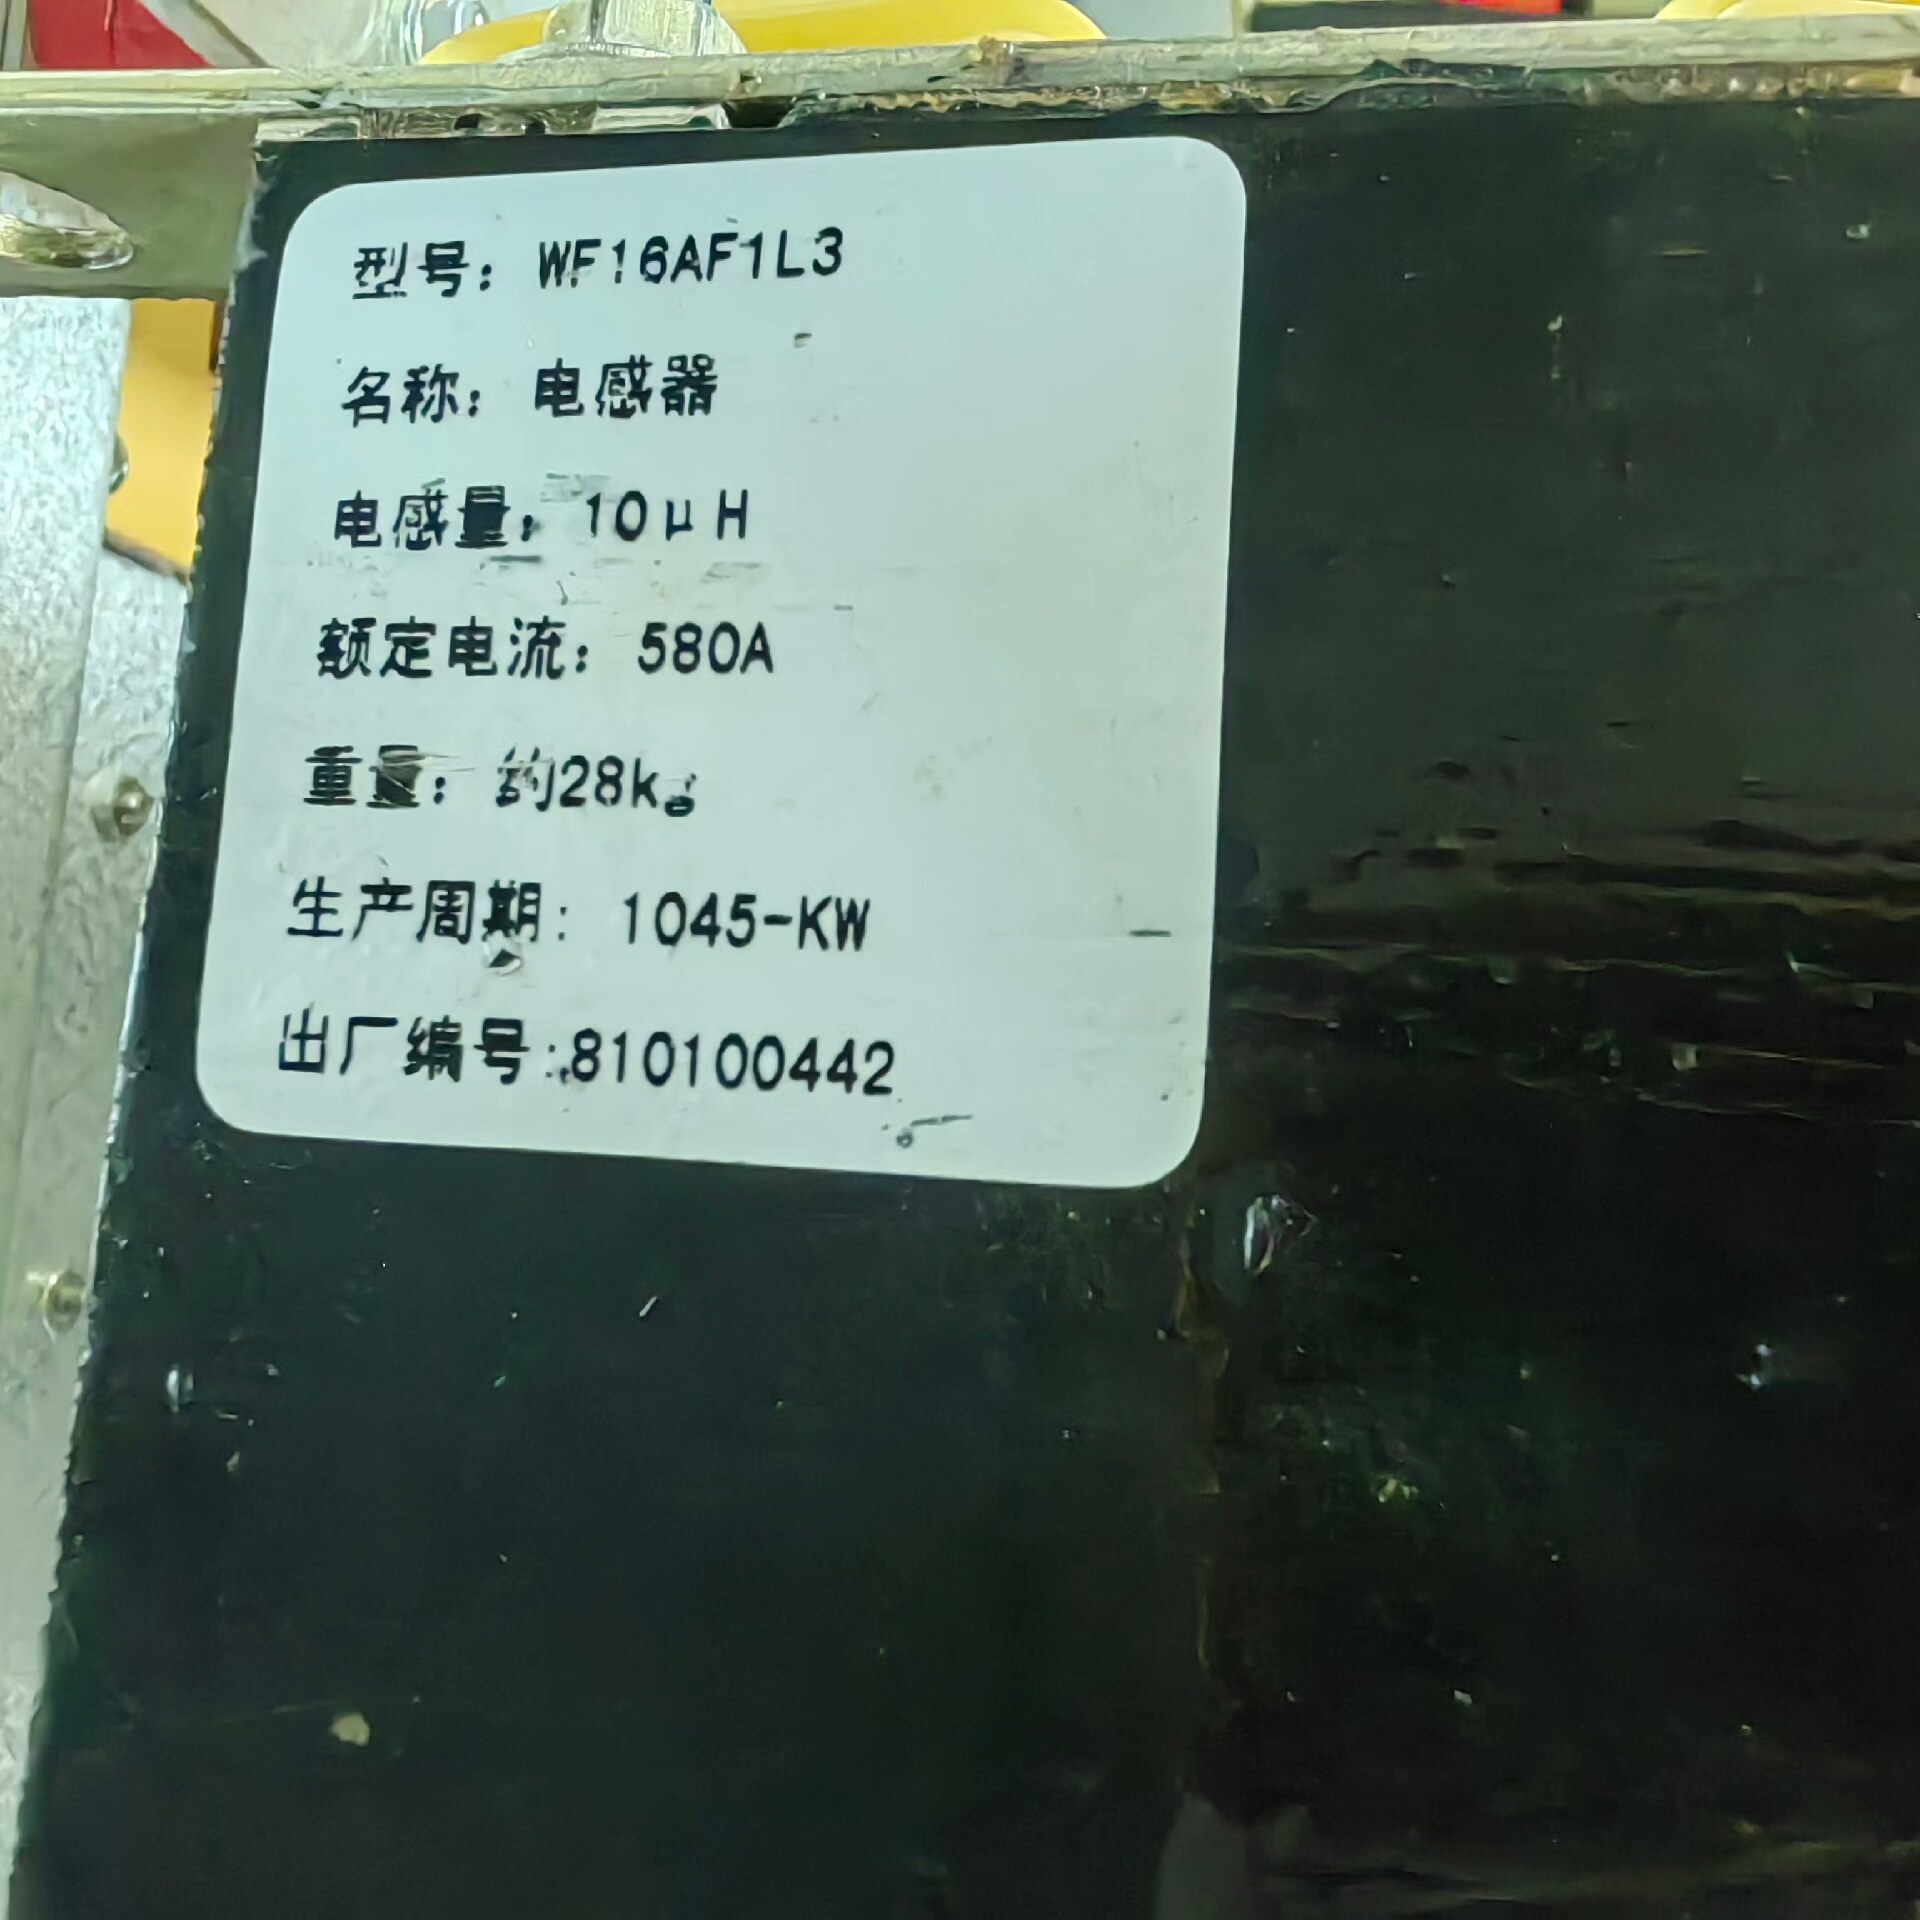 型号：WF16AF1L3
名称：电感器
电感量：10μH
额定电流：580A
重量：约28kg
生产周期：1045-KW
出厂编号：810100442